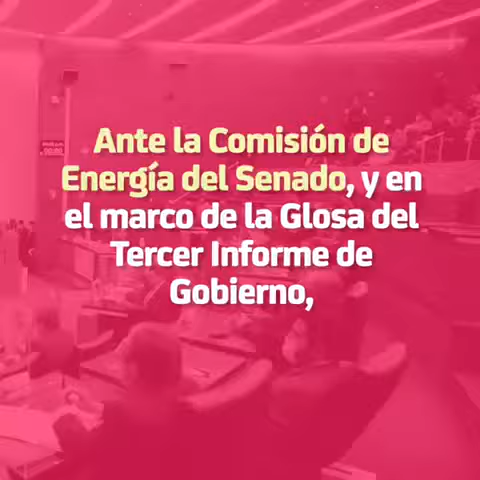 Ante la Comisión de
Energía del Senado, y en
el marco de la Glosa del
Tercer Informe de
Gobierno,